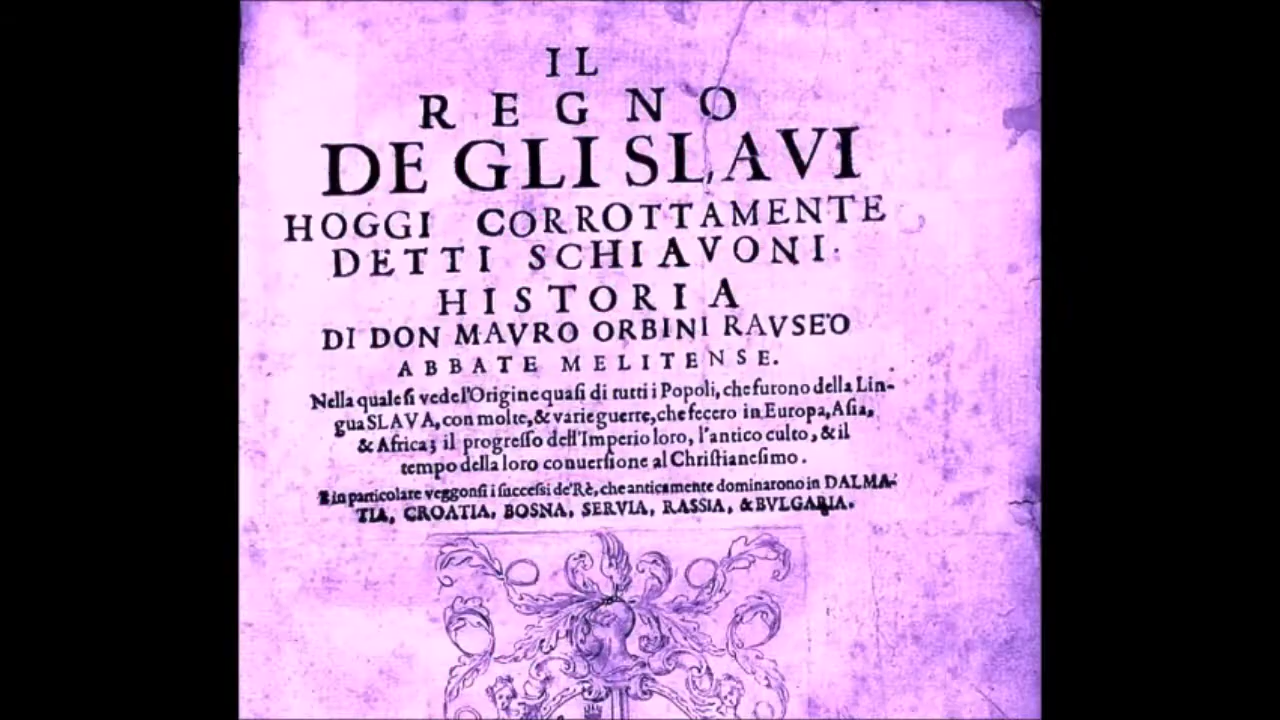 IL
REGNO
DE GLI SLAVI
HOGGI CORROTTAMENTE
DETTI SCHIAVONI.
HISTORIA
DI DON MAVRO ORBINI RAVSEO
ABBATE MELITENSE.
Nella quale ſi vede l'Origine quaſi di tutti i Popoli, che furono della Lin-
gua SLAVA, con molte, & varie guerre, che fecero in Europa, Aſia,
& Africa; il progreſſo dell'Imperio loro, l'antico culto, & il
tempo della loro conuerſione al Chriſtianeſimo.
E in particolare veggonſi i ſucceſſi de'Rè, che anticamente dominarono in DALMA-
TIA, CROATIA, BOSNA, SERVIA, RASSIA, & BVLGARIA.